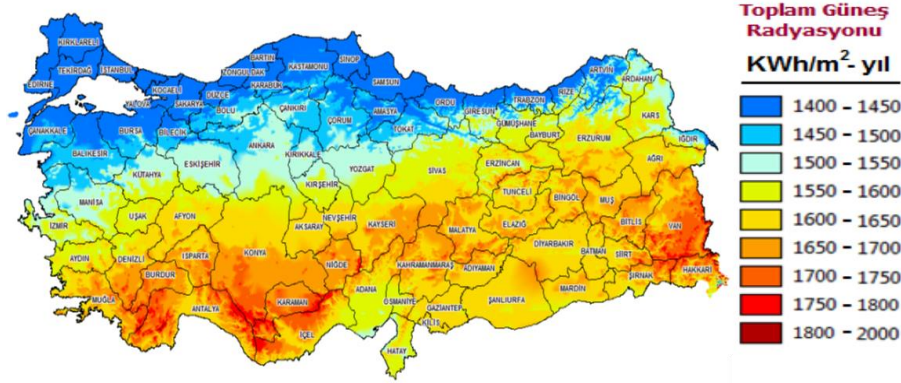 Toplam Güneş
Radyasyonu
KWh/m²- yıl
1400 - 1450
1450 - 1500
1500 - 1550
1550 - 1600
1600 - 1650
1650 - 1700
1700 - 1750
1750 - 1800
1800 - 2000
KIRKLARELİ
EDİRNE
TEKİRDAĞ
İSTANBUL
KOCAELİ
YALOVA
SAKARYA
DÜZCE
BOLU
ZONGULDAK
BARTIN
KARABÜK
KASTAMONU
SİNOP
SAMSUN
ÇANKIRI
ÇORUM
AMASYA
TOKAT
ORDU
GİRESUN
TRABZON
GÜMÜŞHANE
RİZE
ARTVİN
ARDAHAN
KARS
BAYBURT
ERZURUM
IĞDIR
AĞRI
ÇANAKKALE
BALIKESİR
BURSA
BİLECİK
KÜTAHYA
ESKİŞEHİR
ANKARA
KIRIKKALE
YOZGAT
KIRŞEHİR
SİVAS
ERZİNCAN
TUNCELİ
BİNGÖL
MUŞ
BİTLİS
VAN
MANİSA
İZMİR
UŞAK
AFYON
AKSARAY
NEVŞEHİR
KAYSERİ
MALATYA
ELAZIĞ
DİYARBAKIR
BATMAN
SİİRT
ŞIRNAK
HAKKARİ
AYDIN
DENİZLİ
BURDUR
ISPARTA
KONYA
NİĞDE
KAHRAMANMARAŞ
ADIYAMAN
MARDİN
MUĞLA
ANTALYA
KARAMAN
İÇEL
ADANA
OSMANİYE
GAZİANTEP
KİLİS
ŞANLIURFA
HATAY